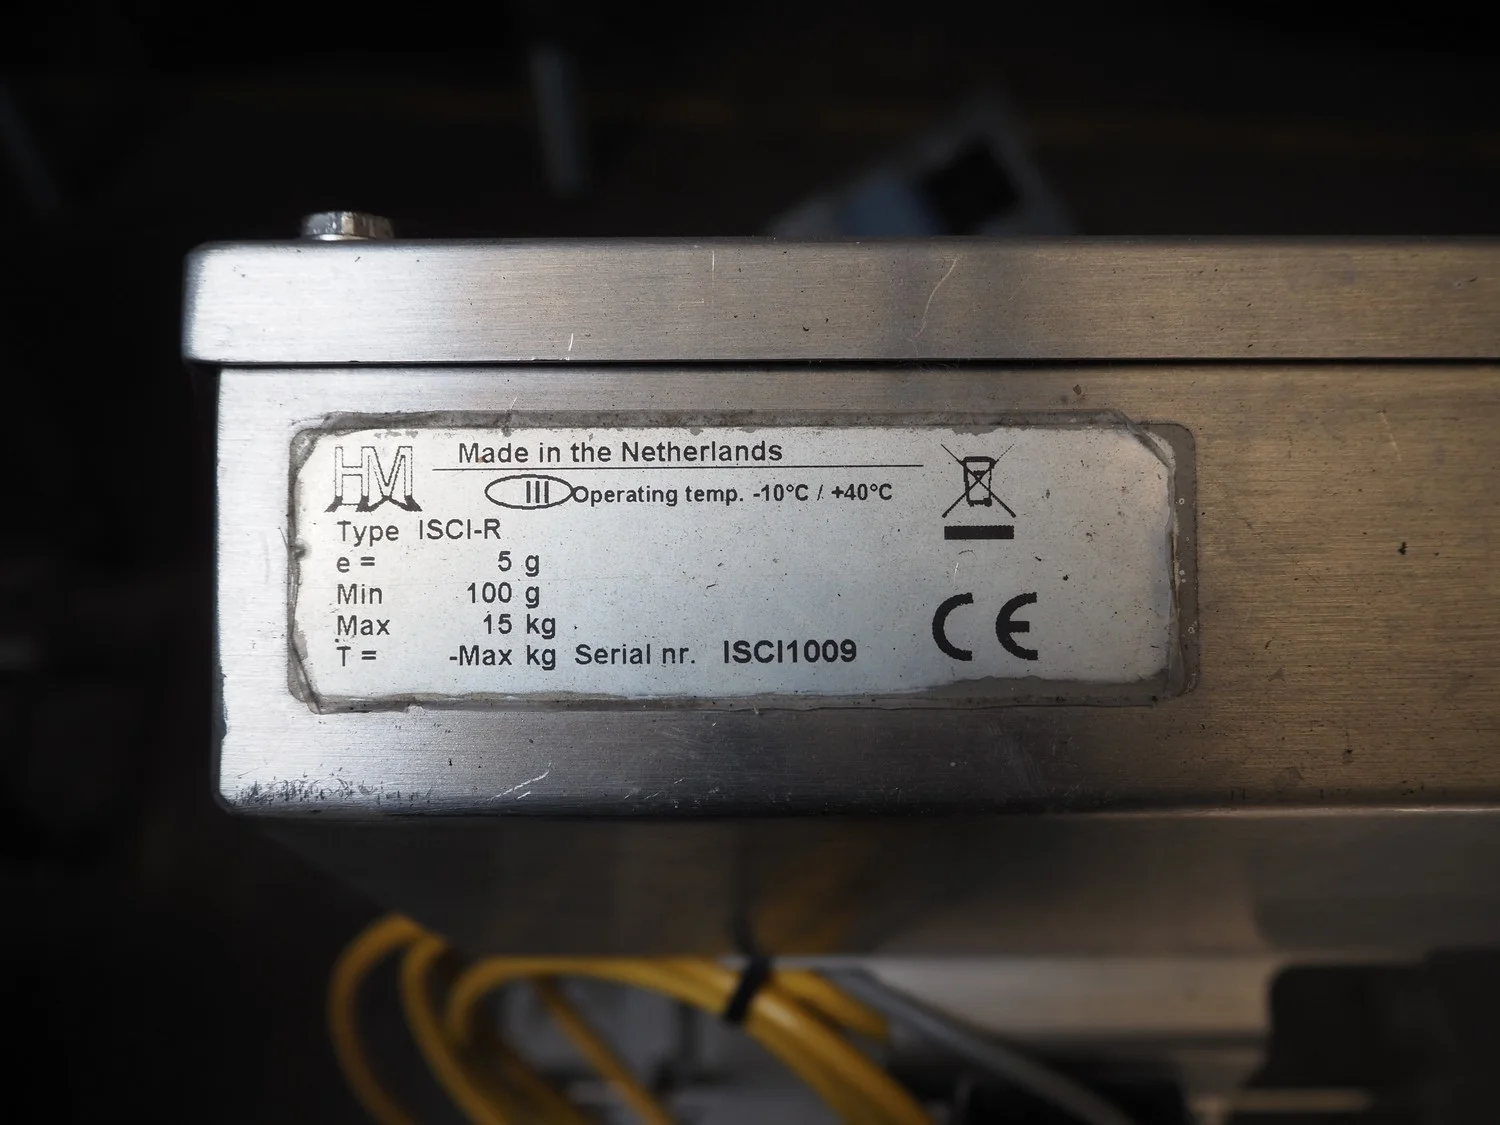 HM
Made in the Netherlands
III Operating temp. -10°C / +40°C
Type ISCI-R
e = 5 g
Min 100 g
Max 15 kg
T = -Max kg Serial nr. ISCI1009
CE